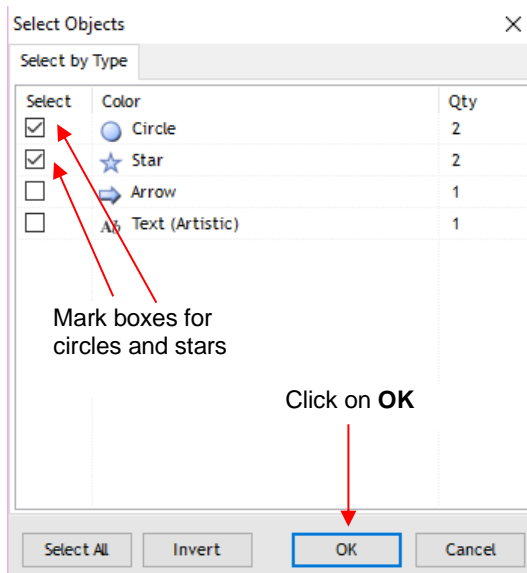 Select Objects
Select by Type
Select Color Qty
Circle 2
Star 2
Arrow 1
Ab Text (Artistic) 1
Mark boxes for
circles and stars
Click on OK
Select All Invert OK Cancel